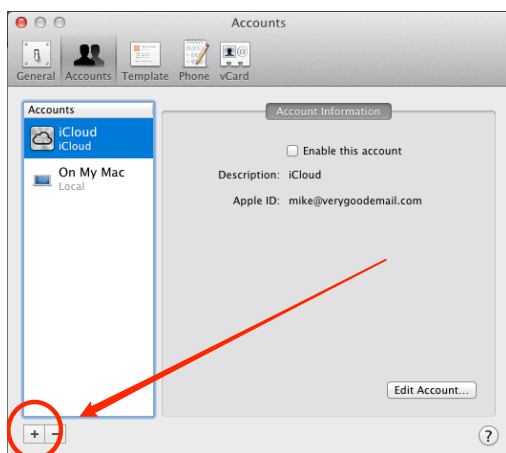 Accounts
General Accounts Template Phone vCard
Accounts
Account Information
iCloud
iCloud
On My Mac
Local
Enable this account
Description: iCloud
Apple ID: mike@verygoodemail.com
Edit Account...
+ −
?